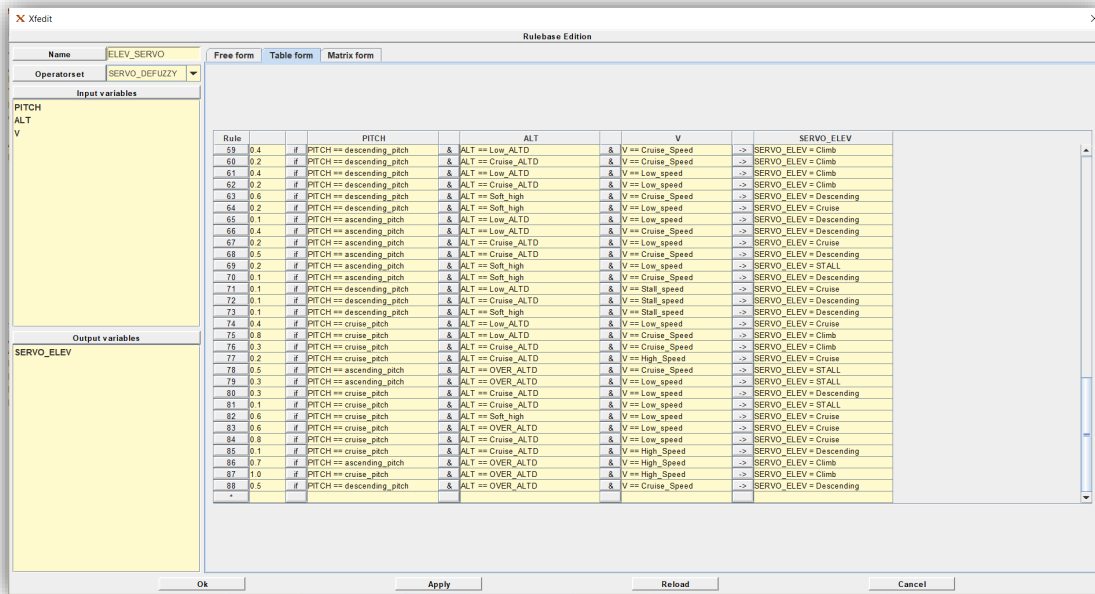 Xfedit
Rulebase Edition
Name ELEV_SERVO
Operatorset SERVO_DEFUZZY
Input variables
PITCH
ALT
V
Output variables
SERVO_ELEV
Free form Table form Matrix form
Rule PITCH & ALT & V -> SERVO_ELEV
59 0.4 if PITCH == descending_pitch & ALT == Low_ALTD & V == Cruise_Speed -> SERVO_ELEV = Climb
60 0.2 if PITCH == descending_pitch & ALT == Cruise_ALTD & V == Cruise_Speed -> SERVO_ELEV = Climb
61 0.4 if PITCH == descending_pitch & ALT == Low_ALTD & V == Low_speed -> SERVO_ELEV = Climb
62 0.2 if PITCH == descending_pitch & ALT == Cruise_ALTD & V == Low_speed -> SERVO_ELEV = Climb
63 0.6 if PITCH == descending_pitch & ALT == Soft_high & V == Cruise_Speed -> SERVO_ELEV = Descending
64 0.2 if PITCH == descending_pitch & ALT == Soft_high & V == Low_speed -> SERVO_ELEV = Cruise
65 0.1 if PITCH == ascending_pitch & ALT == Low_ALTD & V == Low_speed -> SERVO_ELEV = Descending
66 0.4 if PITCH == ascending_pitch & ALT == Low_ALTD & V == Cruise_Speed -> SERVO_ELEV = Descending
67 0.2 if PITCH == ascending_pitch & ALT == Cruise_ALTD & V == Low_speed -> SERVO_ELEV = Cruise
68 0.5 if PITCH == ascending_pitch & ALT == Cruise_ALTD & V == Cruise_Speed -> SERVO_ELEV = Descending
69 0.2 if PITCH == ascending_pitch & ALT == Soft_high & V == Low_speed -> SERVO_ELEV = STALL
70 0.1 if PITCH == ascending_pitch & ALT == Soft_high & V == Cruise_Speed -> SERVO_ELEV = Descending
71 0.1 if PITCH == descending_pitch & ALT == Low_ALTD & V == Stall_speed -> SERVO_ELEV = Cruise
72 0.1 if PITCH == descending_pitch & ALT == Cruise_ALTD & V == Stall_speed -> SERVO_ELEV = Descending
73 0.1 if PITCH == descending_pitch & ALT == Soft_high & V == Stall_speed -> SERVO_ELEV = Descending
74 0.4 if PITCH == cruise_pitch & ALT == Low_ALTD & V == Low_speed -> SERVO_ELEV = Cruise
75 0.8 if PITCH == cruise_pitch & ALT == Low_ALTD & V == Cruise_Speed -> SERVO_ELEV = Climb
76 0.3 if PITCH == cruise_pitch & ALT == Cruise_ALTD & V == Cruise_Speed -> SERVO_ELEV = Climb
77 0.2 if PITCH == cruise_pitch & ALT == Cruise_ALTD & V == High_Speed -> SERVO_ELEV = Cruise
78 0.5 if PITCH == ascending_pitch & ALT == OVER_ALTD & V == Cruise_Speed -> SERVO_ELEV = STALL
79 0.3 if PITCH == ascending_pitch & ALT == OVER_ALTD & V == Low_speed -> SERVO_ELEV = STALL
80 0.3 if PITCH == cruise_pitch & ALT == Cruise_ALTD & V == Cruise_Speed -> SERVO_ELEV = Descending
81 0.1 if PITCH == cruise_pitch & ALT == Cruise_ALTD & V == Low_speed -> SERVO_ELEV = STALL
82 0.6 if PITCH == cruise_pitch & ALT == Soft_high & V == Low_speed -> SERVO_ELEV = Cruise
83 0.6 if PITCH == cruise_pitch & ALT == OVER_ALTD & V == Low_speed -> SERVO_ELEV = Cruise
84 0.8 if PITCH == cruise_pitch & ALT == Cruise_ALTD & V == Low_speed -> SERVO_ELEV = Cruise
85 0.1 if PITCH == cruise_pitch & ALT == Cruise_ALTD & V == High_Speed -> SERVO_ELEV = Descending
86 0.7 if PITCH == ascending_pitch & ALT == OVER_ALTD & V == High_Speed -> SERVO_ELEV = Climb
87 1.0 if PITCH == cruise_pitch & ALT == OVER_ALTD & V == High_Speed -> SERVO_ELEV = Climb
88 0.5 if PITCH == descending_pitch & ALT == OVER_ALTD & V == Cruise_Speed -> SERVO_ELEV = Descending
*
Ok Apply Reload Cancel